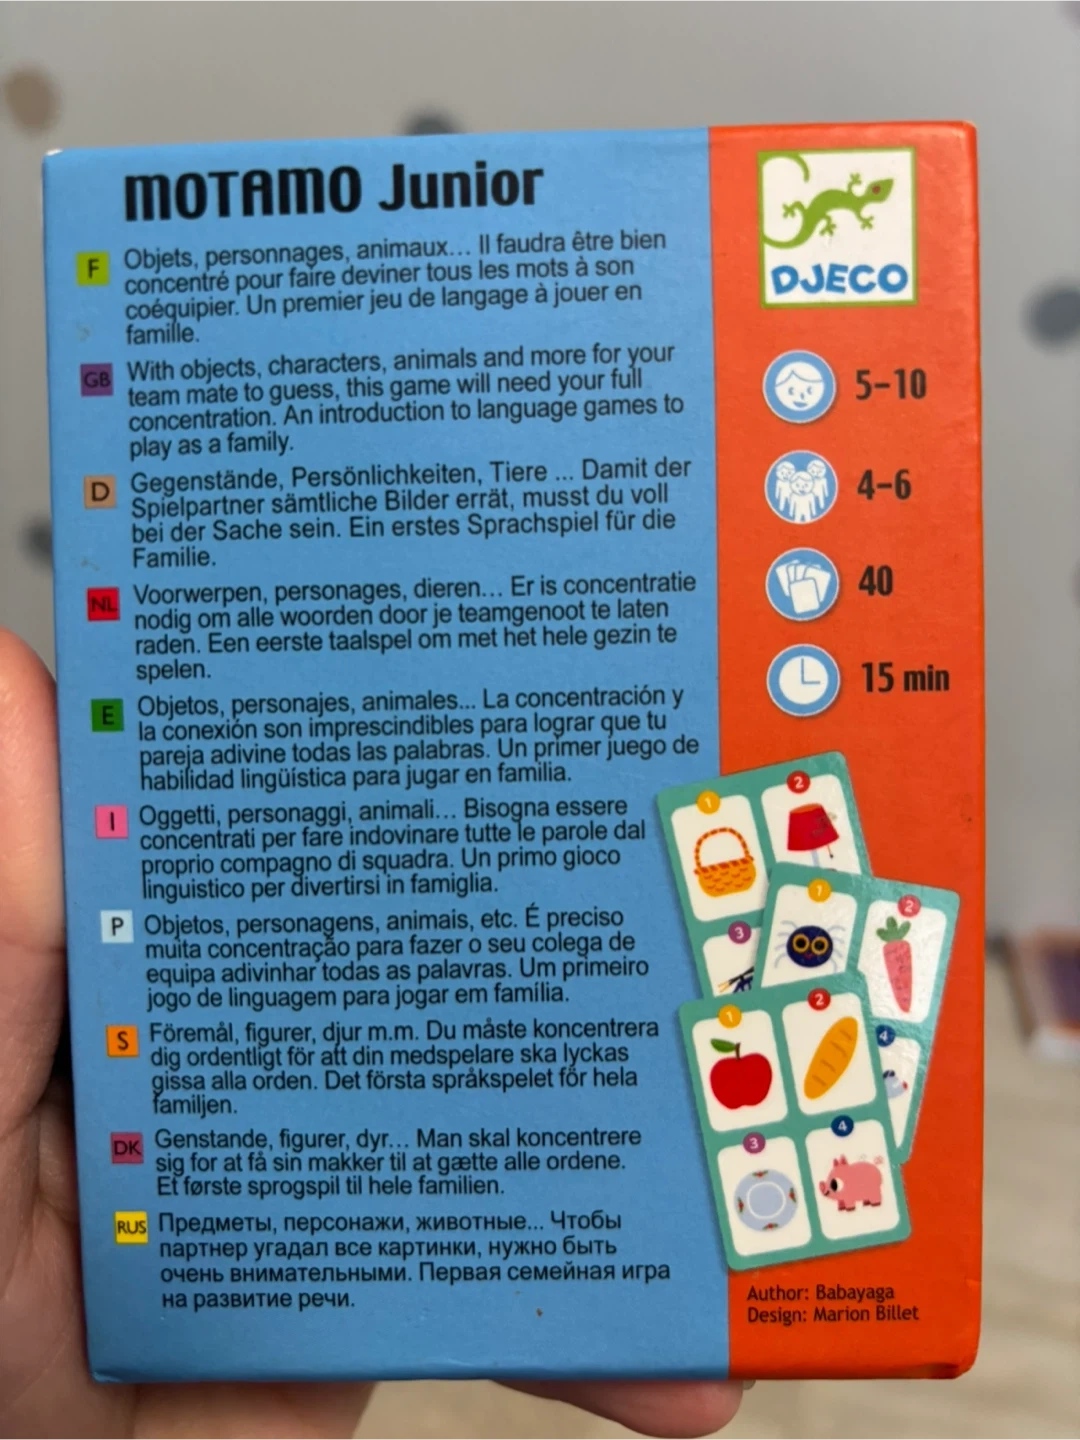 MOTAMO Junior
F
Objets, personnages, animaux... Il faudra être bien
concentré pour faire deviner tous les mots à son
coéquipier. Un premier jeu de langage à jouer en
famille.
GB
With objects, characters, animals and more for your
team mate to guess, this game will need your full
concentration. An introduction to language games to
play as a family.
D
Gegenstände, Persönlichkeiten, Tiere ... Damit der
Spielpartner sämtliche Bilder errät, musst du voll
bei der Sache sein. Ein erstes Sprachspiel für die
Familie.
NL
Voorwerpen, personages, dieren... Er is concentratie
nodig om alle woorden door je teamgenoot te laten
raden. Een eerste taalspel om met het hele gezin te
spelen.
E
Objetos, personajes, animales... La concentración y
la conexión son imprescindibles para lograr que tu
pareja adivine todas las palabras. Un primer juego de
habilidad lingüística para jugar en familia.
I
Oggetti, personaggi, animali... Bisogna essere
concentrati per fare indovinare tutte le parole dal
proprio compagno di squadra. Un primo gioco
linguistico per divertirsi in famiglia.
P
Objetos, personagens, animais, etc. É preciso
muita concentração para fazer o seu colega de
equipa adivinhar todas as palavras. Um primeiro
jogo de linguagem para jogar em família.
S
Föremål, figurer, djur m.m. Du måste koncentrera
dig ordentligt för att din medspelare ska lyckas
gissa alla orden. Det första språkspelet för hela
familjen.
DK
Genstande, figurer, dyr... Man skal koncentrere
sig for at få sin makker til at gætte alle ordene.
Et første sprogspil til hele familien.
RUS
Предметы, персонажи, животные... Чтобы
партнер угадал все картинки, нужно быть
очень внимательными. Первая семейная игра
на развитие речи.
DJECO
5-10
4-6
40
15 min
1
2
3
1
2
4
1
2
3
4
Author: Babayaga
Design: Marion Billet